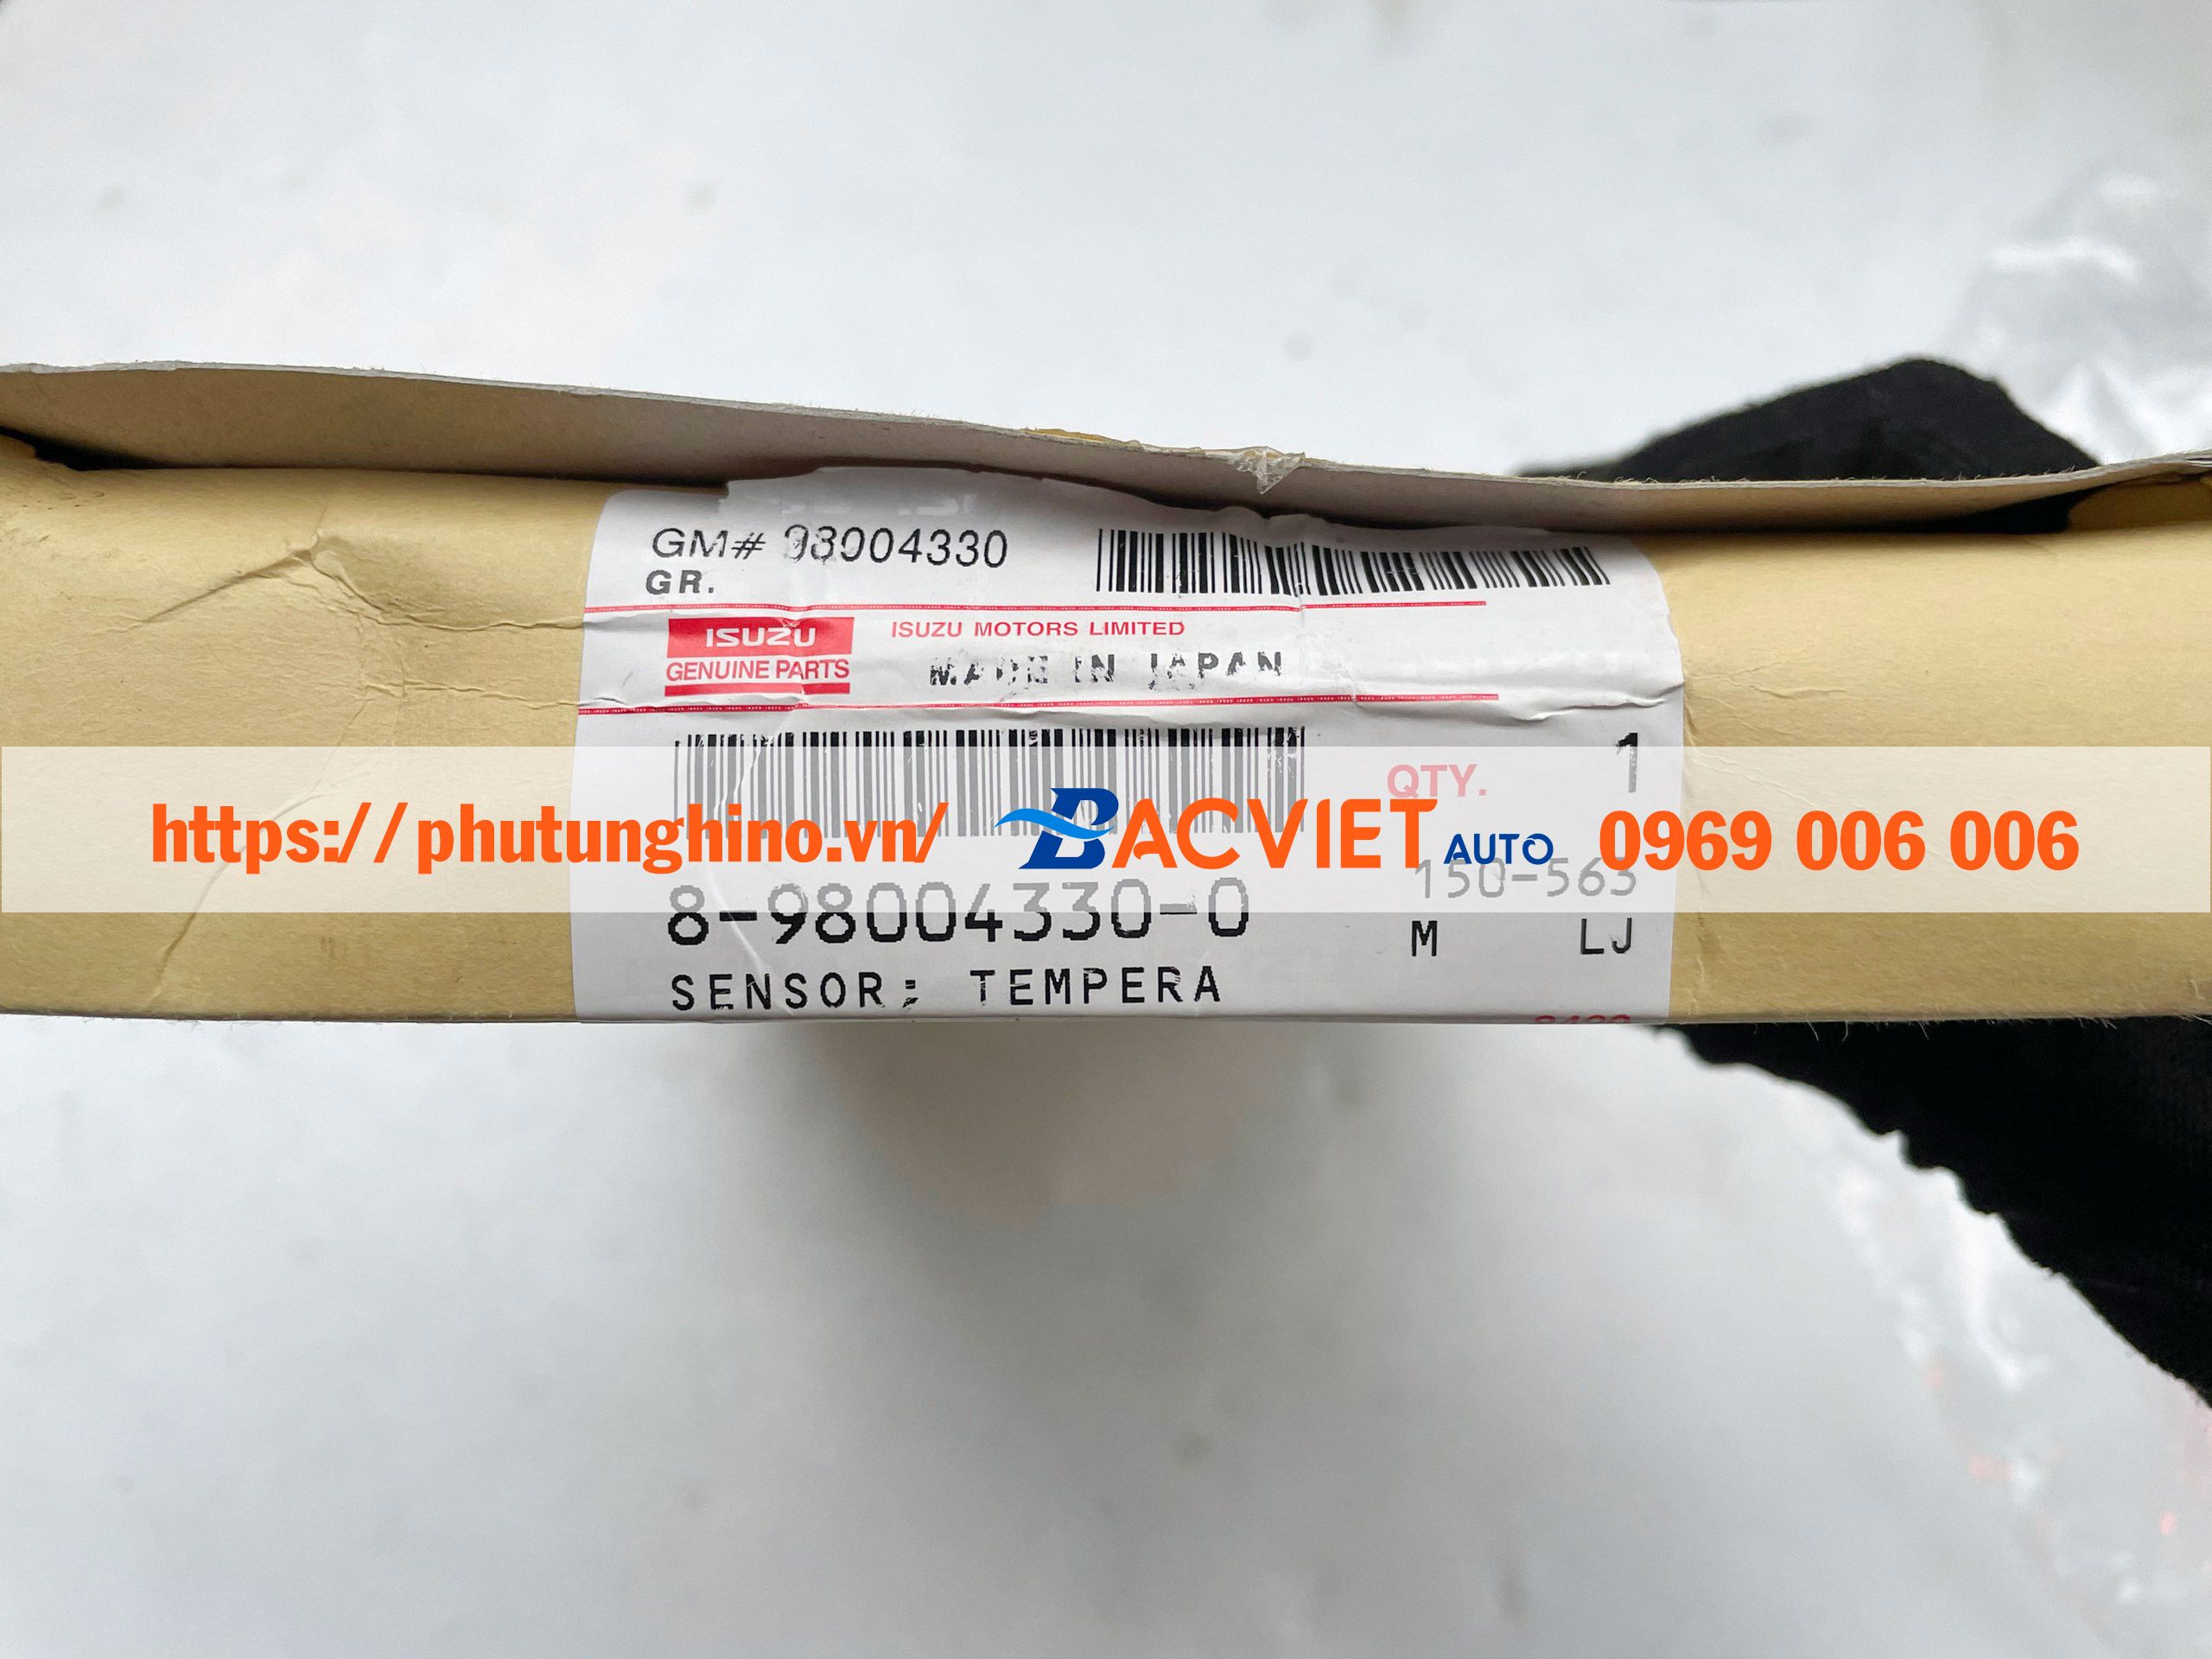 GM# 98004330
GR.
ISUZU
GENUINE PARTS
ISUZU MOTORS LIMITED
MADE IN JAPAN
QTY. 1
https://phutunghino.vn/ BACVIET AUTO 0969 006 006
150-563
8-98004330-0
M LJ
SENSOR; TEMPERA